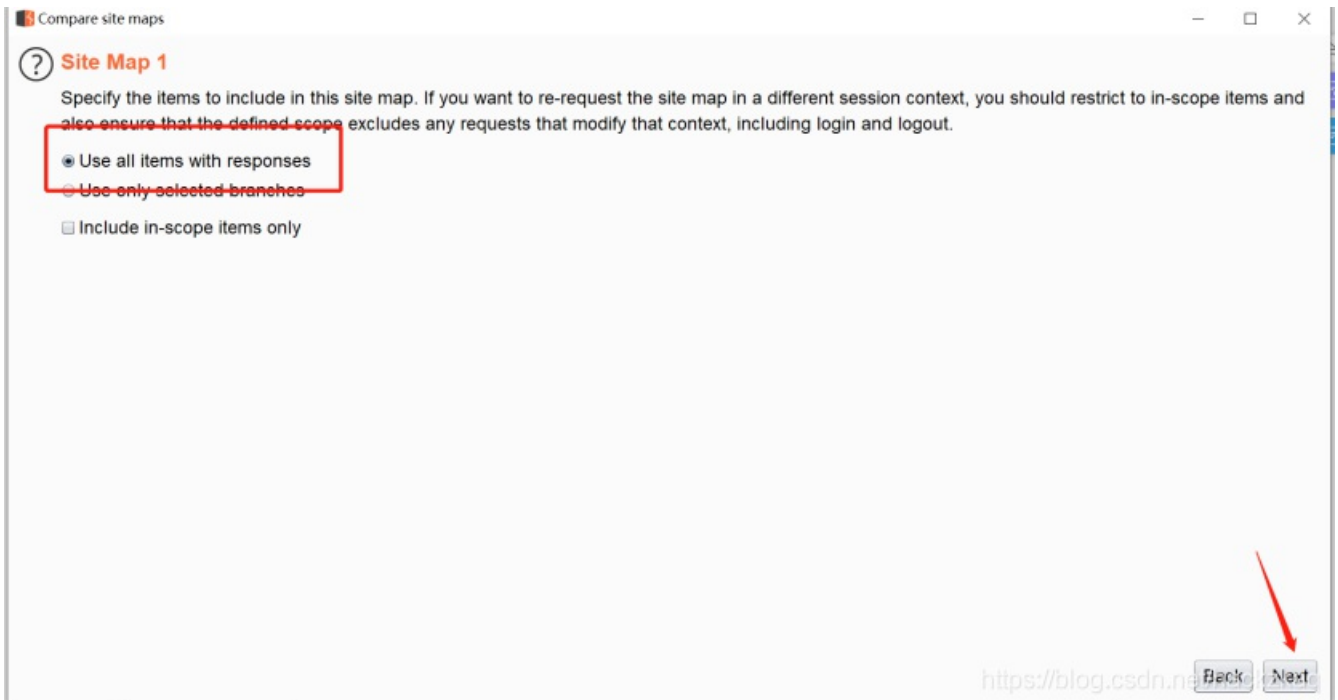 Compare site maps
Site Map 1
Specify the items to include in this site map. If you want to re-request the site map in a different session context, you should restrict to in-scope items and
also ensure that the defined scope excludes any requests that modify that context, including login and logout.
Use all items with responses
Use only selected branches
Include in-scope items only
https://blog.csdn.ne
Back
Next